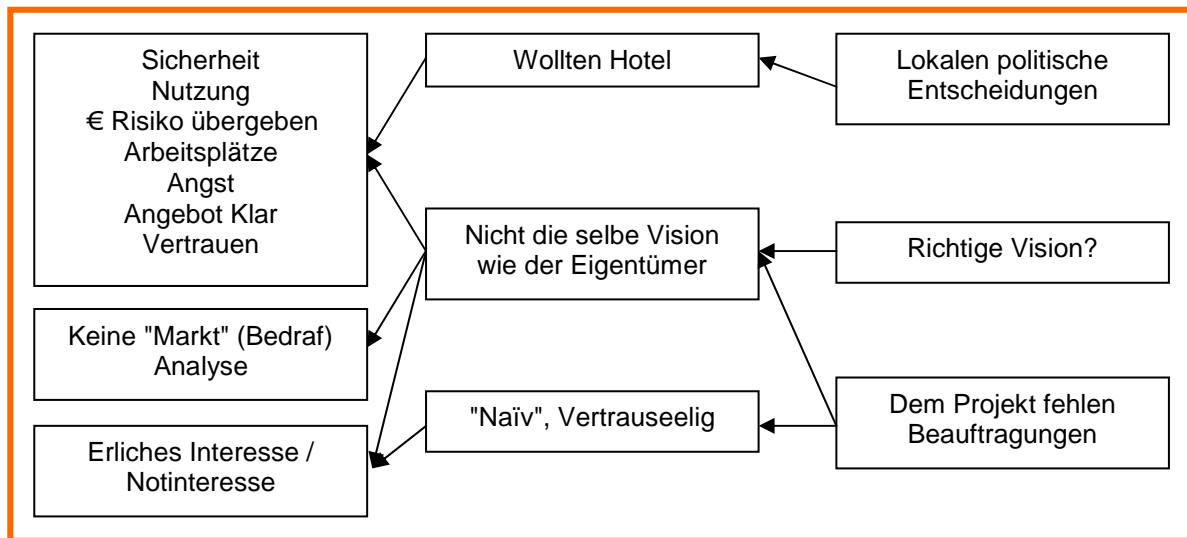 Sicherheit
Nutzung
€ Risiko übergeben
Arbeitsplätze
Angst
Angebot Klar
Vertrauen
Keine "Markt" (Bedraf)
Analyse
Erliches Interesse /
Notinteresse
Wollten Hotel
Nicht die selbe Vision
wie der Eigentümer
"Naïv", Vertrauseelig
Lokalen politische
Entscheidungen
Richtige Vision?
Dem Projekt fehlen
Beauftragungen